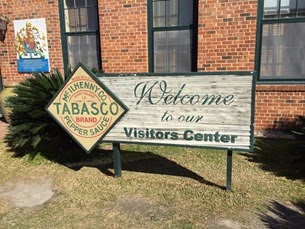 McILHENNY CO.
TABASCO
BRAND
PEPPER SAUCE
Welcome
to our
Visitors Center